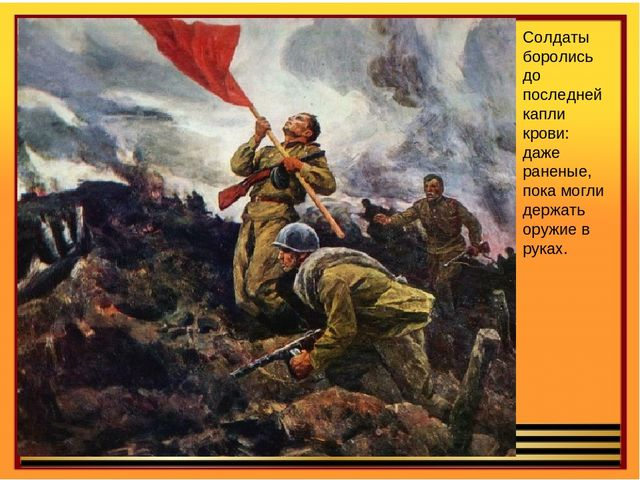 Солдаты
боролись
до
последней
капли
крови:
даже
раненые,
пока могли
держать
оружие в
руках.